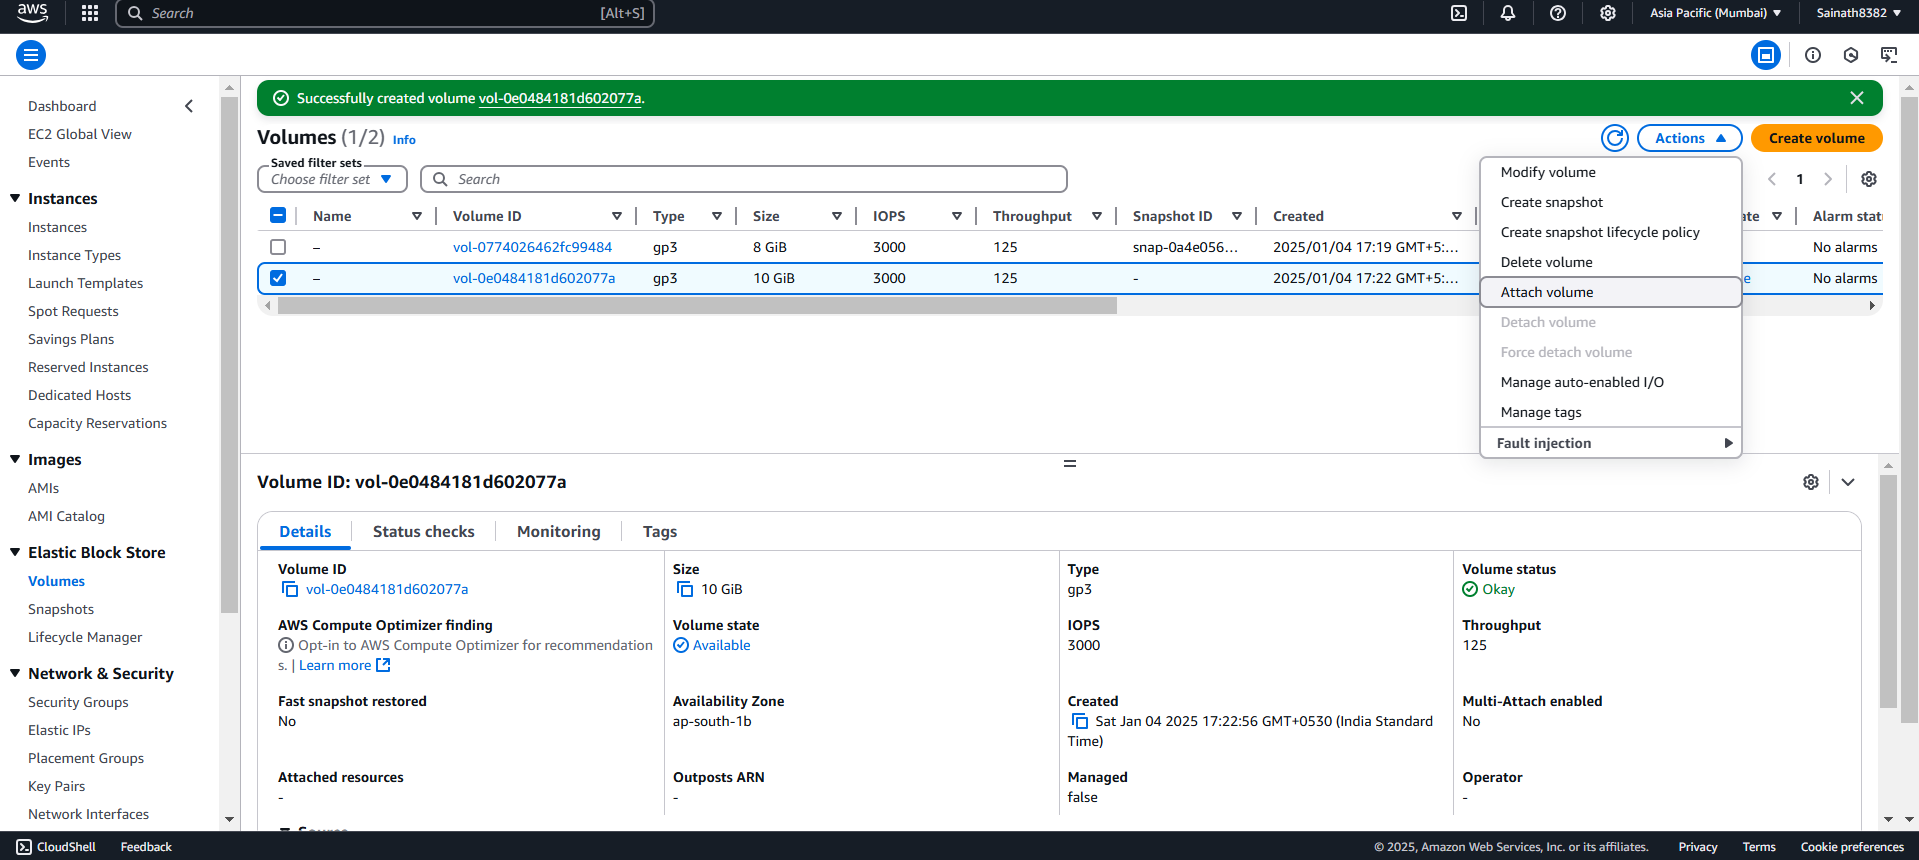 aws
Search [Alt+S]
Asia Pacific (Mumbai) Sainath8382
Dashboard
EC2 Global View
Events
Instances
Instances
Instance Types
Launch Templates
Spot Requests
Savings Plans
Reserved Instances
Dedicated Hosts
Capacity Reservations
Images
AMIs
AMI Catalog
Elastic Block Store
Volumes
Snapshots
Lifecycle Manager
Network & Security
Security Groups
Elastic IPs
Placement Groups
Key Pairs
Network Interfaces
Successfully created volume vol-0e0484181d602077a.
Volumes (1/2) Info
Actions
Create volume
Saved filter sets
Choose filter set
Search
1
Name Volume ID Type Size IOPS Throughput Snapshot ID Created ate Alarm stat
– vol-0774026462fc99484 gp3 8 GiB 3000 125 snap-0a4e056... 2025/01/04 17:19 GMT+5:... No alarms
– vol-0e0484181d602077a gp3 10 GiB 3000 125 - 2025/01/04 17:22 GMT+5:... e No alarms
Modify volume
Create snapshot
Create snapshot lifecycle policy
Delete volume
Attach volume
Detach volume
Force detach volume
Manage auto-enabled I/O
Manage tags
Fault injection
Volume ID: vol-0e0484181d602077a
Details Status checks Monitoring Tags
Volume ID
vol-0e0484181d602077a
Size
10 GiB
Type
gp3
Volume status
Okay
AWS Compute Optimizer finding
Opt-in to AWS Compute Optimizer for recommendation
s. | Learn more
Volume state
Available
IOPS
3000
Throughput
125
Fast snapshot restored
No
Availability Zone
ap-south-1b
Created
Sat Jan 04 2025 17:22:56 GMT+0530 (India Standard
Time)
Multi-Attach enabled
No
Attached resources
-
Outposts ARN
-
Managed
false
Operator
-
CloudShell Feedback
© 2025, Amazon Web Services, Inc. or its affiliates. Privacy Terms Cookie preferences